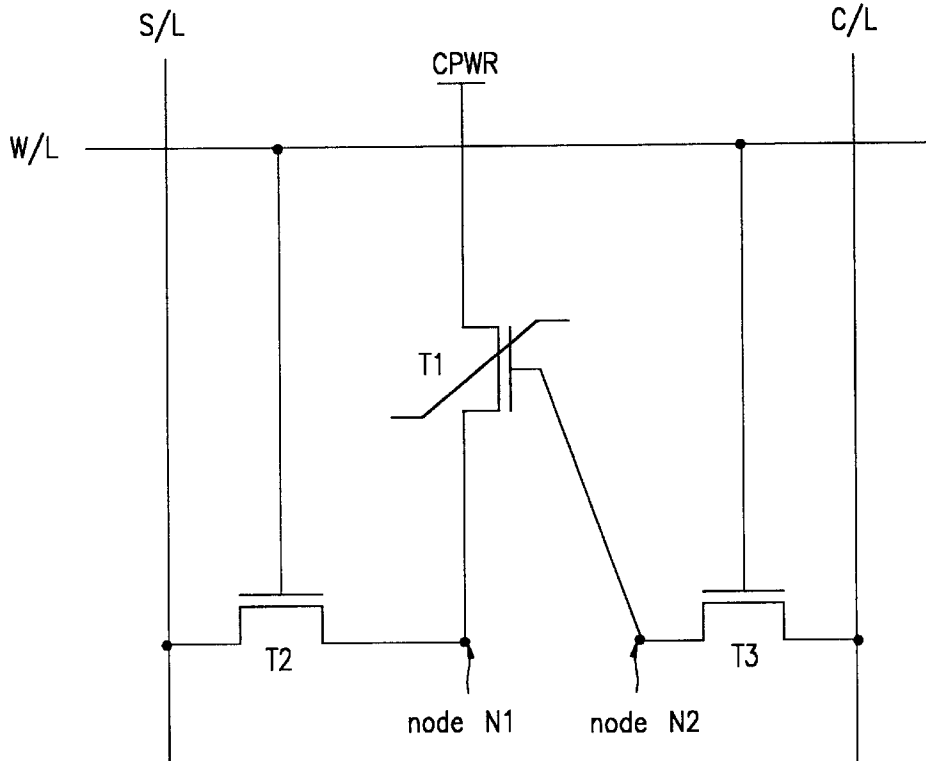 S/L
C/L
CPWR
W/L
T1
T2
T3
node N1
node N2